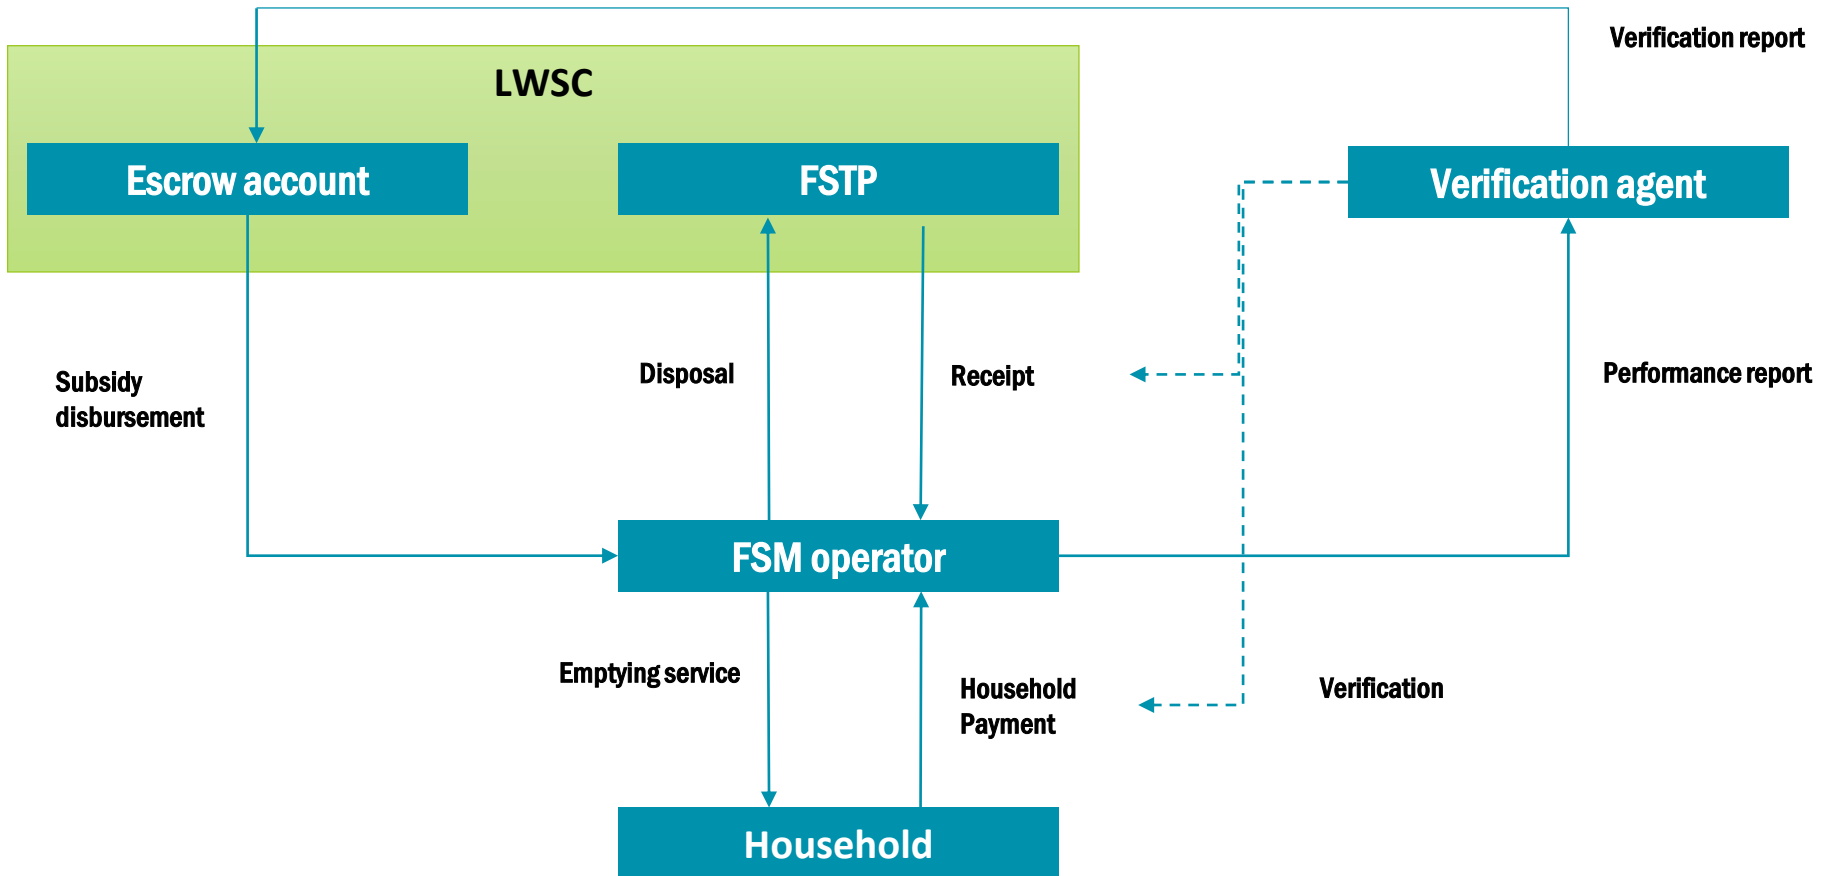 Verification report
LWSC
Escrow account
FSTP
Verification agent
Subsidy
disbursement
Disposal
Receipt
Performance report
FSM operator
Emptying service
Household
Payment
Verification
Household